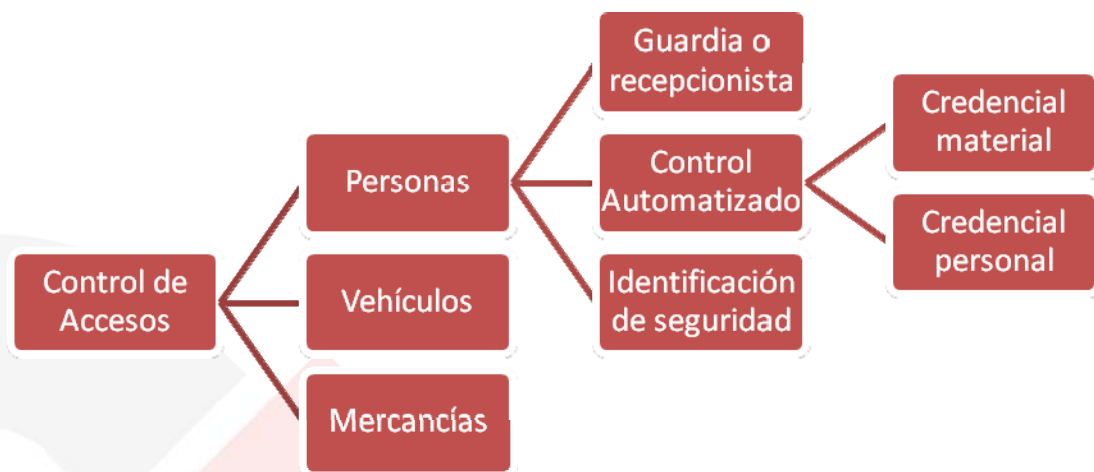 Control de
Accesos
Personas
Vehículos
Mercancías
Guardia o
recepcionista
Control
Automatizado
Identificación
de seguridad
Credencial
material
Credencial
personal